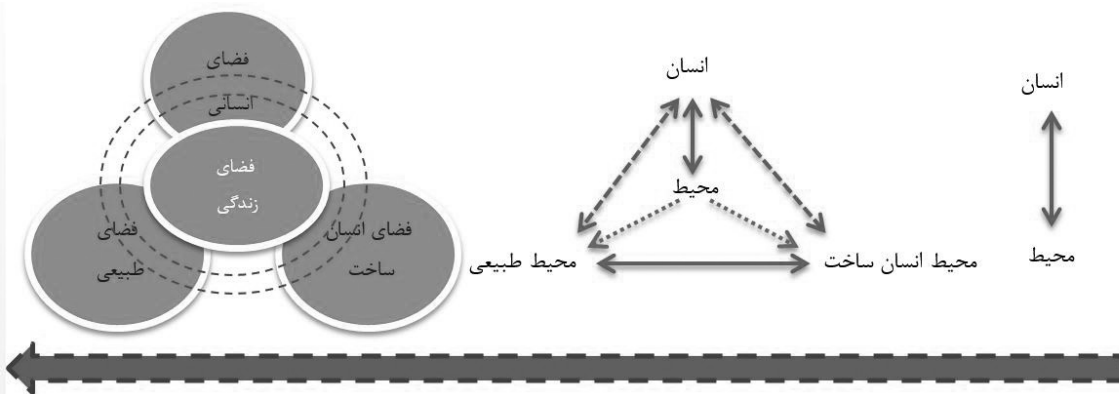 انسان
محیط
انسان
محیط
محیط انسان ساخت
محیط طبیعی
فضای
انسانی
فضای
زندگی
فضای انسان
ساخت
فضای
طبیعی